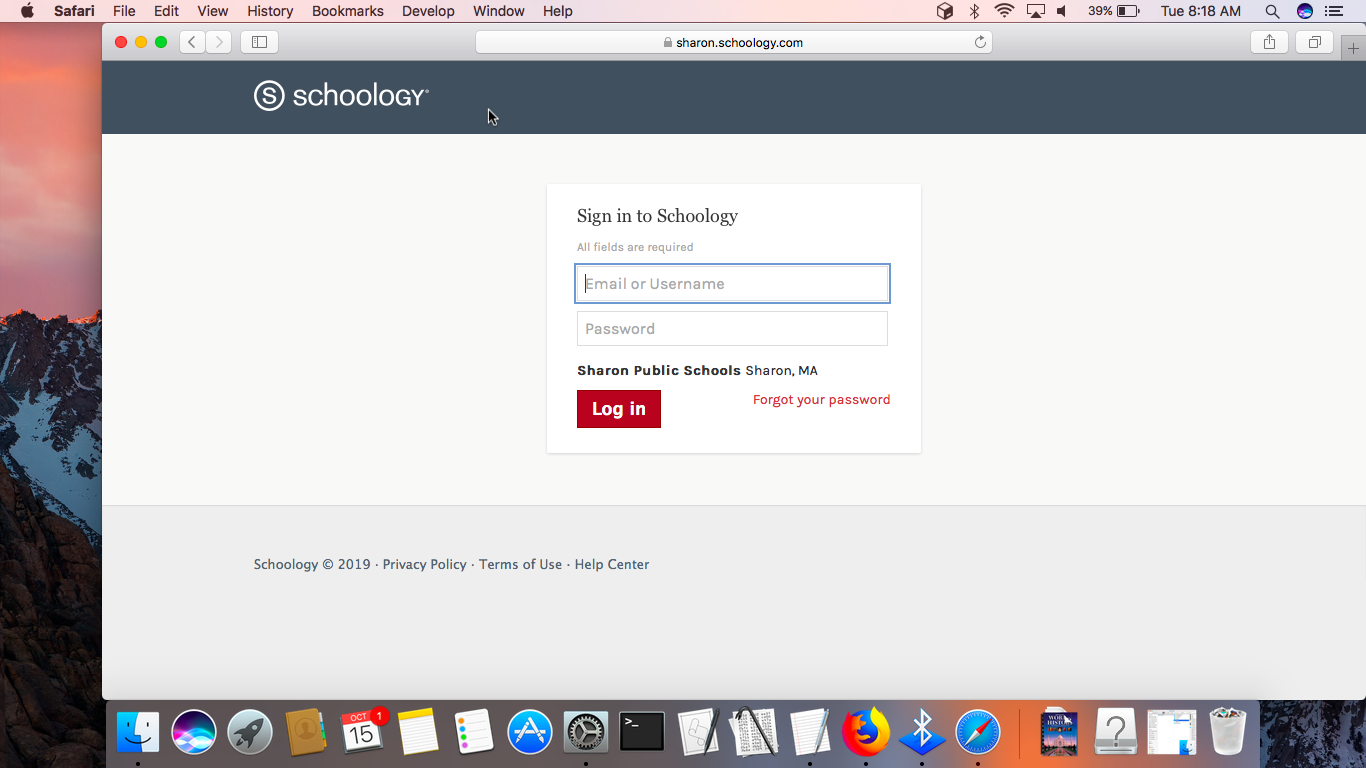 Safari File Edit View History Bookmarks Develop Window Help 39% Tue 8:18 AM
sharon.schoology.com
S schoology
Sign in to Schoology
All fields are required
Email or Username
Password
Sharon Public Schools Sharon, MA
Log in Forgot your password
Schoology © 2019 · Privacy Policy · Terms of Use · Help Center
OCT 1
15
>_
WORLD HISTORY
?